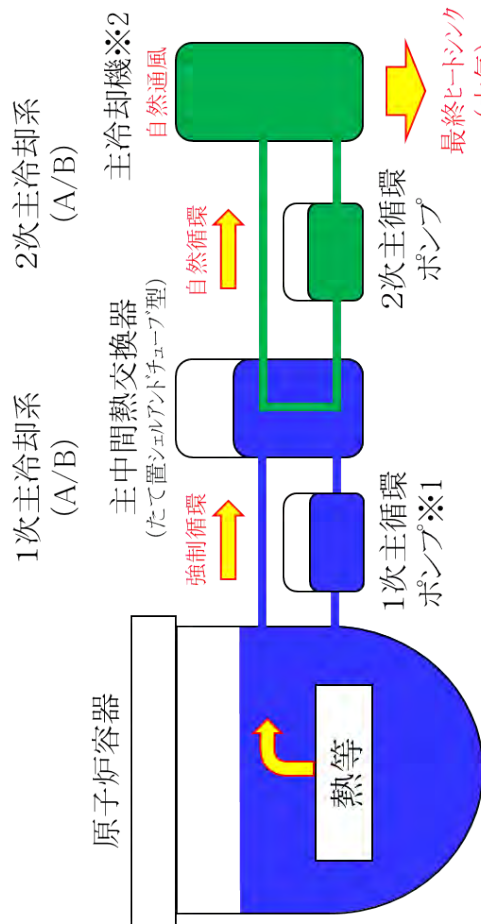 原子炉容器
熱等
1次主冷却系
(A/B)
主中間熱交換器
(たて置シェルアンドチューブ型)
強制循環
1次主循環
ポンプ※1
2次主冷却系
(A/B)
主冷却機※2
自然通風
自然循環
2次主循環
ポンプ
最終ヒートシンク